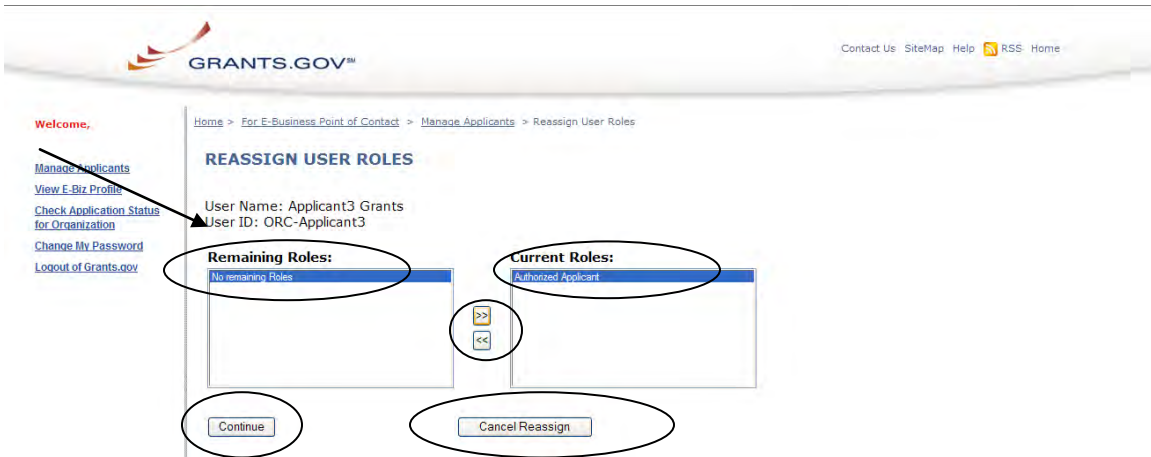 GRANTS.GOV℠
Contact Us SiteMap Help RSS Home
Welcome,
Home > For E-Business Point of Contact > Manage Applicants > Reassign User Roles
Manage Applicants
View E-Biz Profile
Check Application Status
for Organization
Change My Password
Logout of Grants.gov
REASSIGN USER ROLES
User Name: Applicant3 Grants
User ID: ORC-Applicant3
Remaining Roles:
No remaining Roles
>>
<<
Current Roles:
Authorized Applicant
Continue
Cancel Reassign